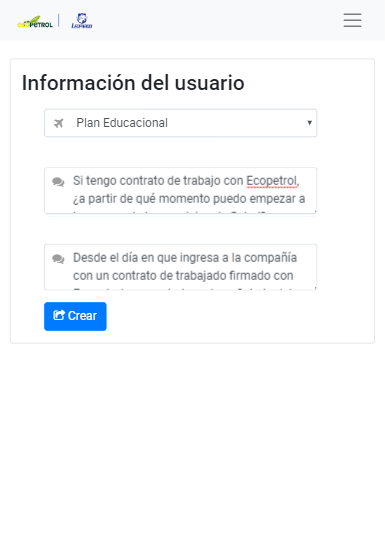 ECOPETROL
Información del usuario
Plan Educacional
Si tengo contrato de trabajo con Ecopetrol,
¿a partir de qué momento puedo empezar a
Desde el día en que ingresa a la compañía
con un contrato de trabajado firmado con
Crear